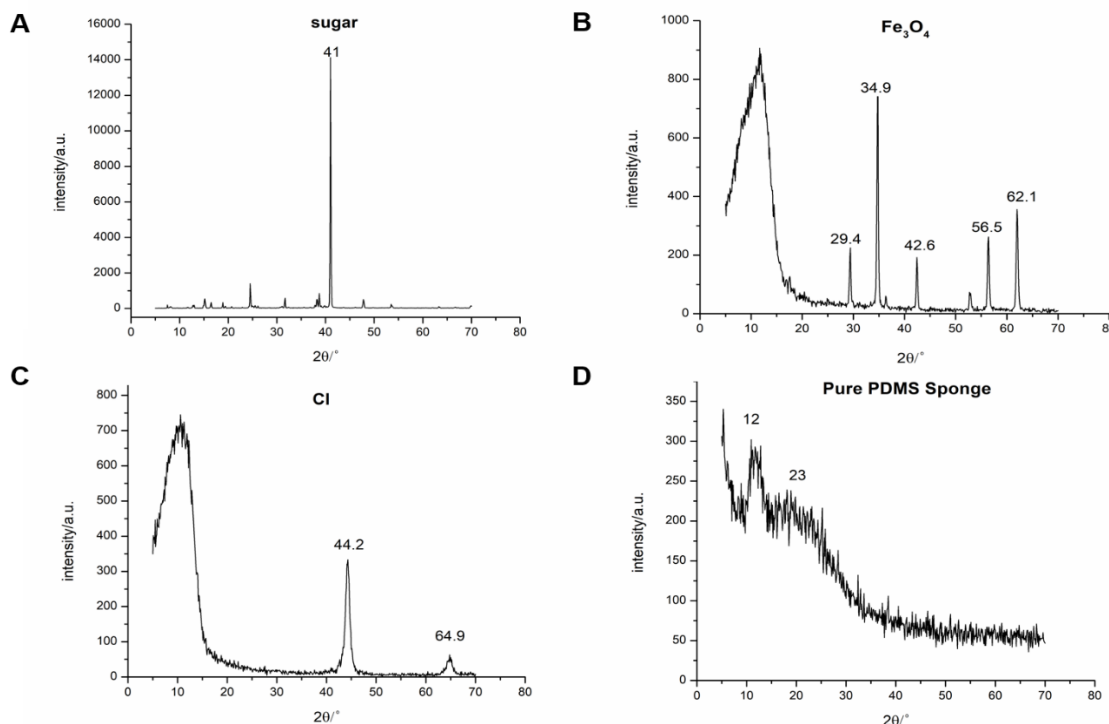 A
sugar
16000
14000
12000
10000
8000
6000
4000
2000
0
41
intensity/a.u.
0 10 20 30 40 50 60 70 80
2θ/°
B
Fe₃O₄
1000
800
600
400
200
0
29.4
34.9
42.6
56.5
62.1
intensity/a.u.
0 10 20 30 40 50 60 70 80
2θ/°
C
CI
800
700
600
500
400
300
200
100
0
44.2
64.9
intensity/a.u.
0 10 20 30 40 50 60 70 80
2θ/°
D
Pure PDMS Sponge
350
300
250
200
150
100
50
0
12
23
intensity/a.u.
0 10 20 30 40 50 60 70 80
2θ/°